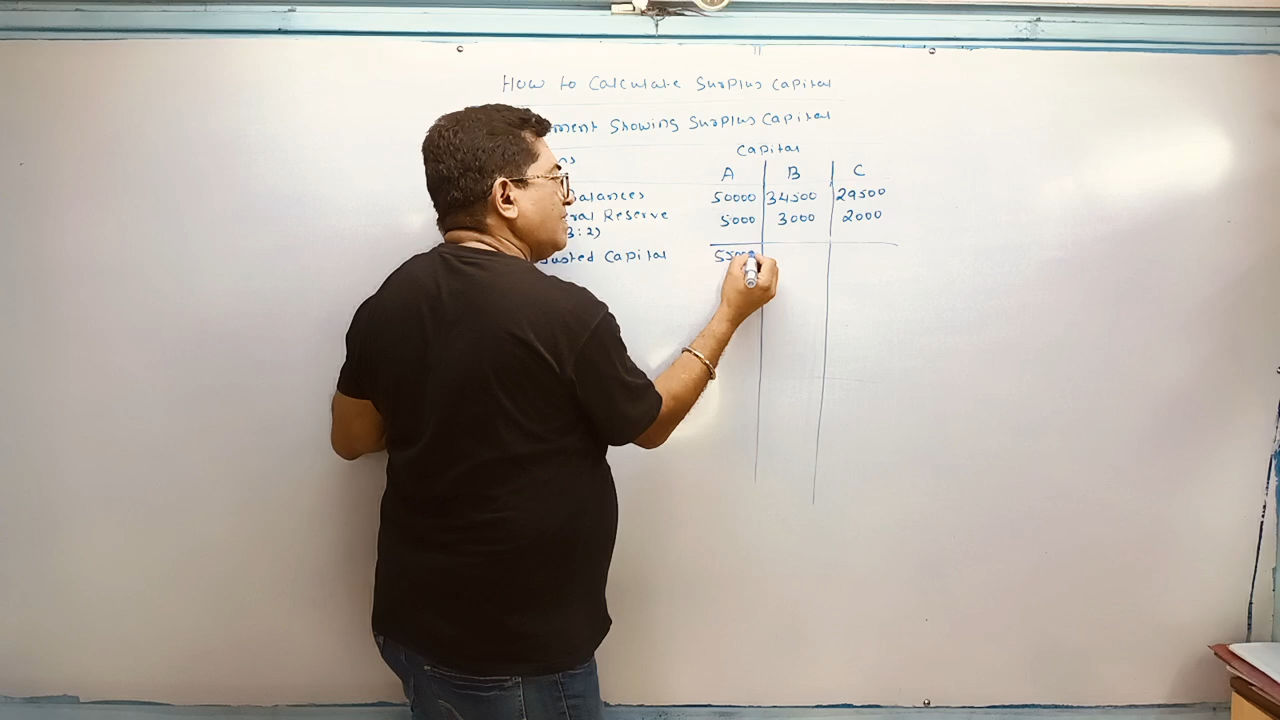 How to Calculate Surplus Capital
ment Showing Surplus Capital
Capital
ns A B C
alances 50000 34500 29500
ral Reserve 5000 3000 2000
3:2)
usted Capital